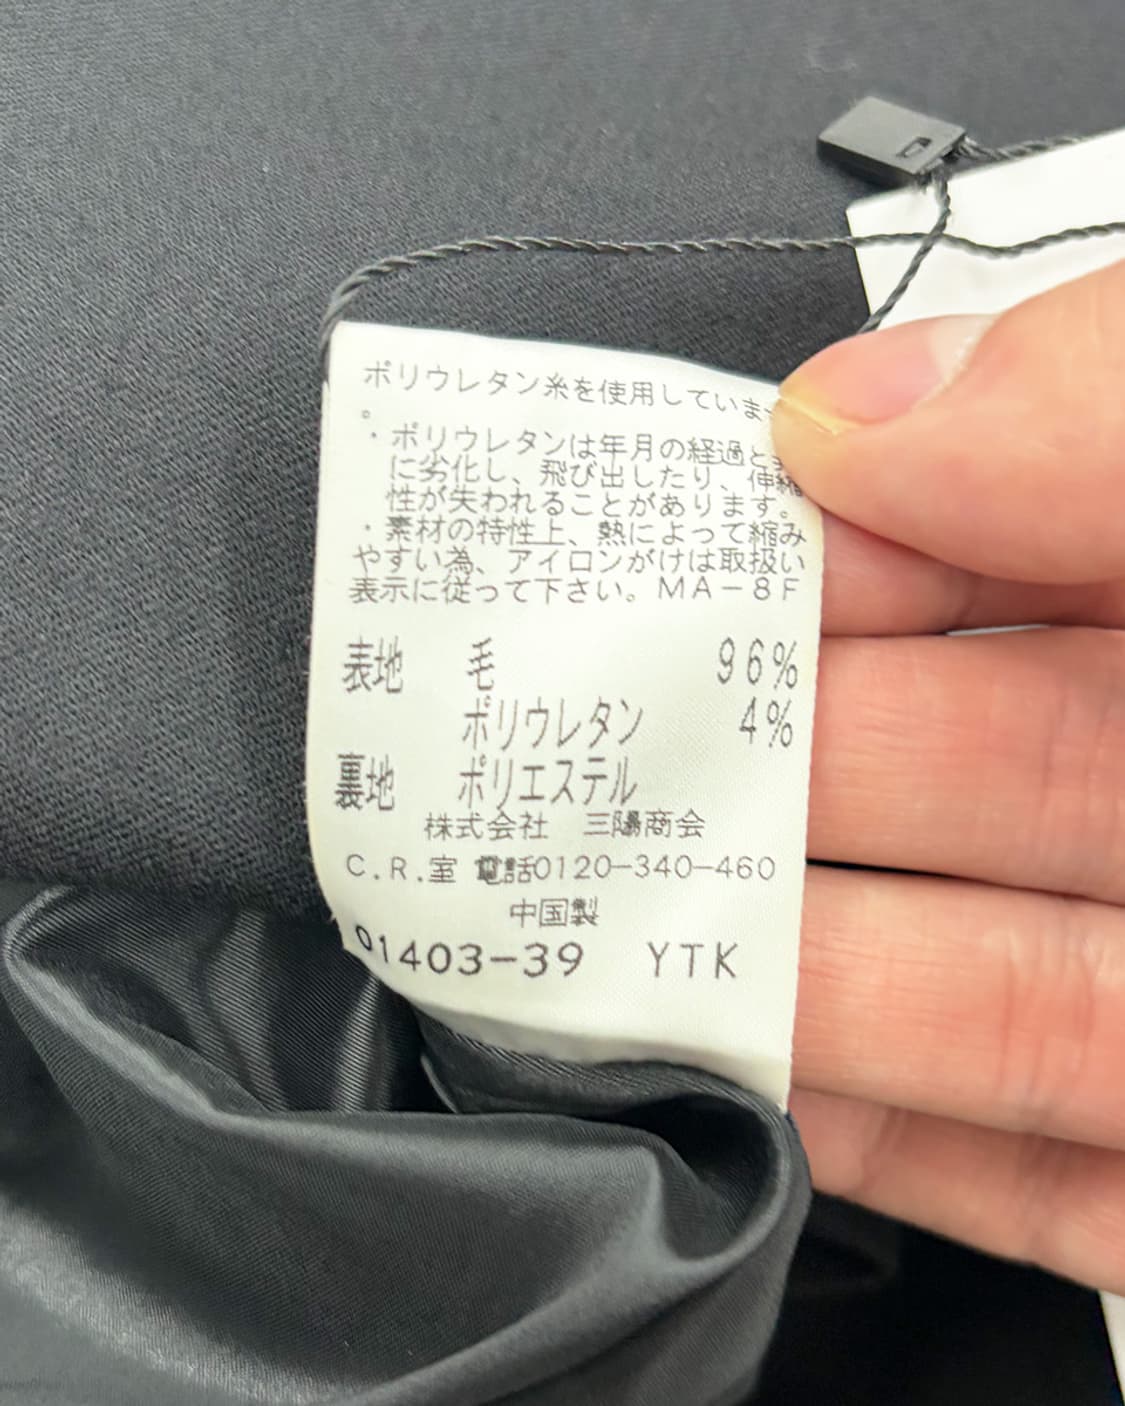 ポリウレタン糸を使用していま
。
・ポリウレタンは年月の経過と
に劣化し、飛び出したり、伸縮
性が失われることがあります。
・素材の特性上、熱によって縮み
やすい為、アイロンがけは取扱い
表示に従って下さい。MA-8F
表地 毛 96%
ポリウレタン 4%
裏地 ポリエステル
株式会社 三陽商会
C.R.室 電話0120-340-460
中国製
01403-39 YTK